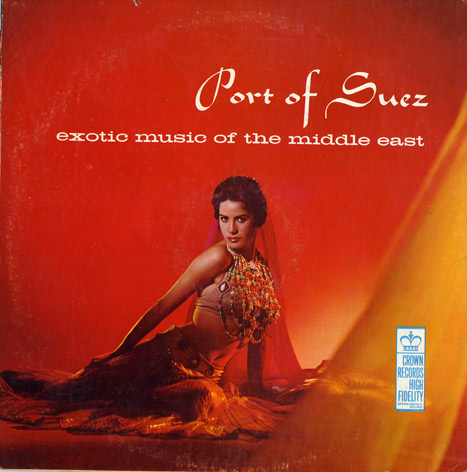 Port of Suez
exotic music of the middle east
CROWN
RECORDS
HIGH
FIDELITY